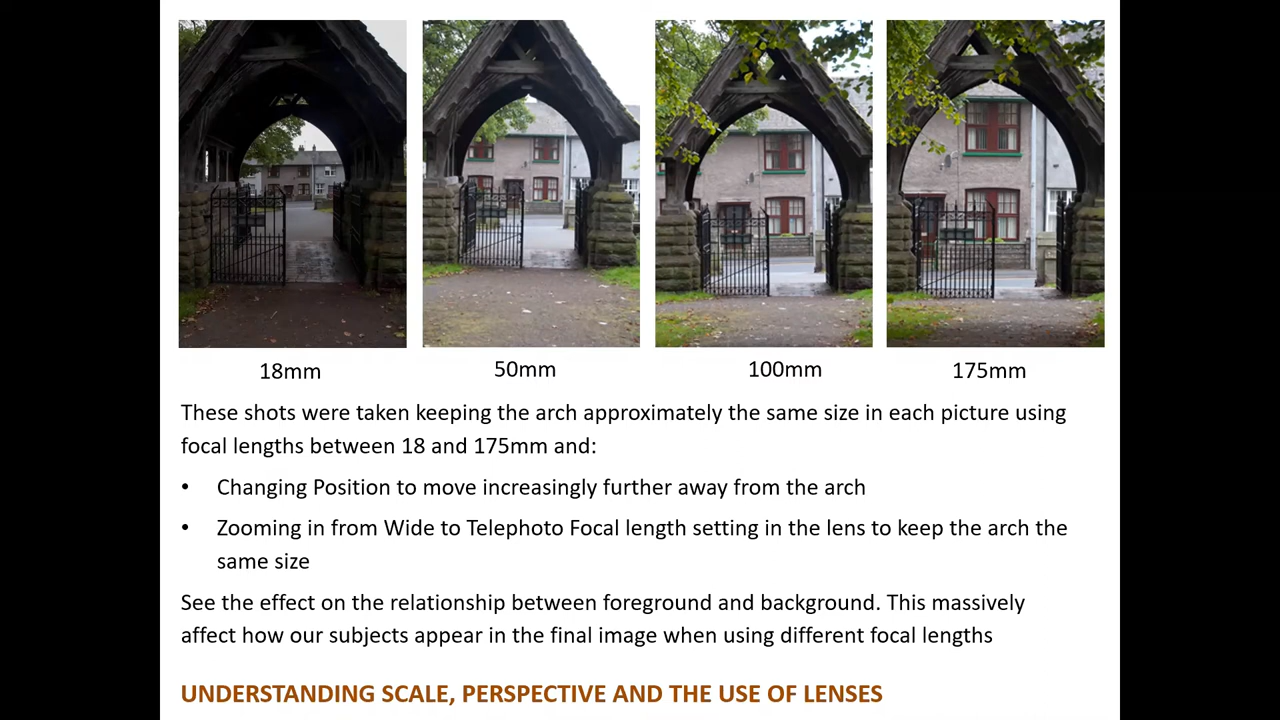 18mm 50mm 100mm 175mm
These shots were taken keeping the arch approximately the same size in each picture using
focal lengths between 18 and 175mm and:
• Changing Position to move increasingly further away from the arch
• Zooming in from Wide to Telephoto Focal length setting in the lens to keep the arch the
same size
See the effect on the relationship between foreground and background. This massively
affect how our subjects appear in the final image when using different focal lengths
UNDERSTANDING SCALE, PERSPECTIVE AND THE USE OF LENSES